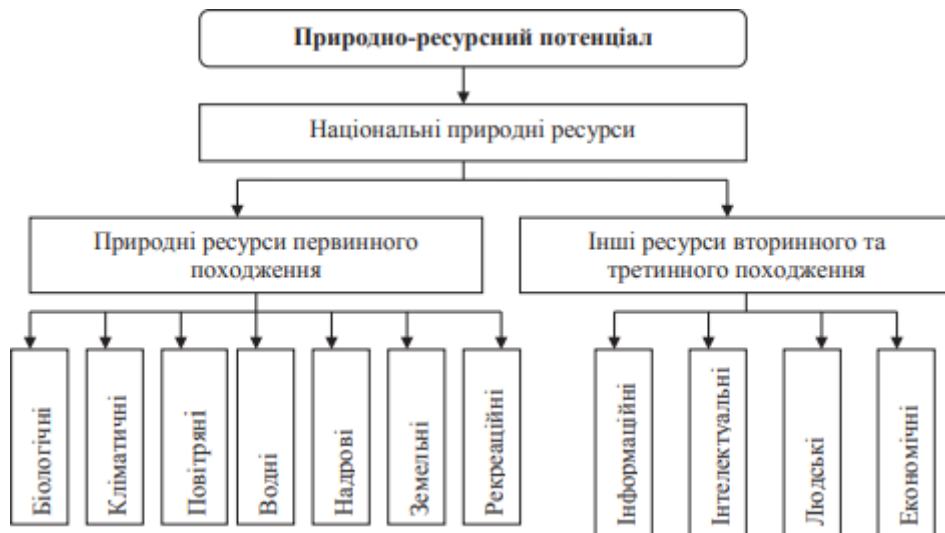 Природно-ресурсний потенціал
Національні природні ресурси
Природні ресурси первинного
походження
Інші ресурси вторинного та
третинного походження
Біологічні
Кліматичні
Повітряні
Водні
Надрові
Земельні
Рекреаційні
Інформаційні
Інтелектуальні
Людські
Економічні